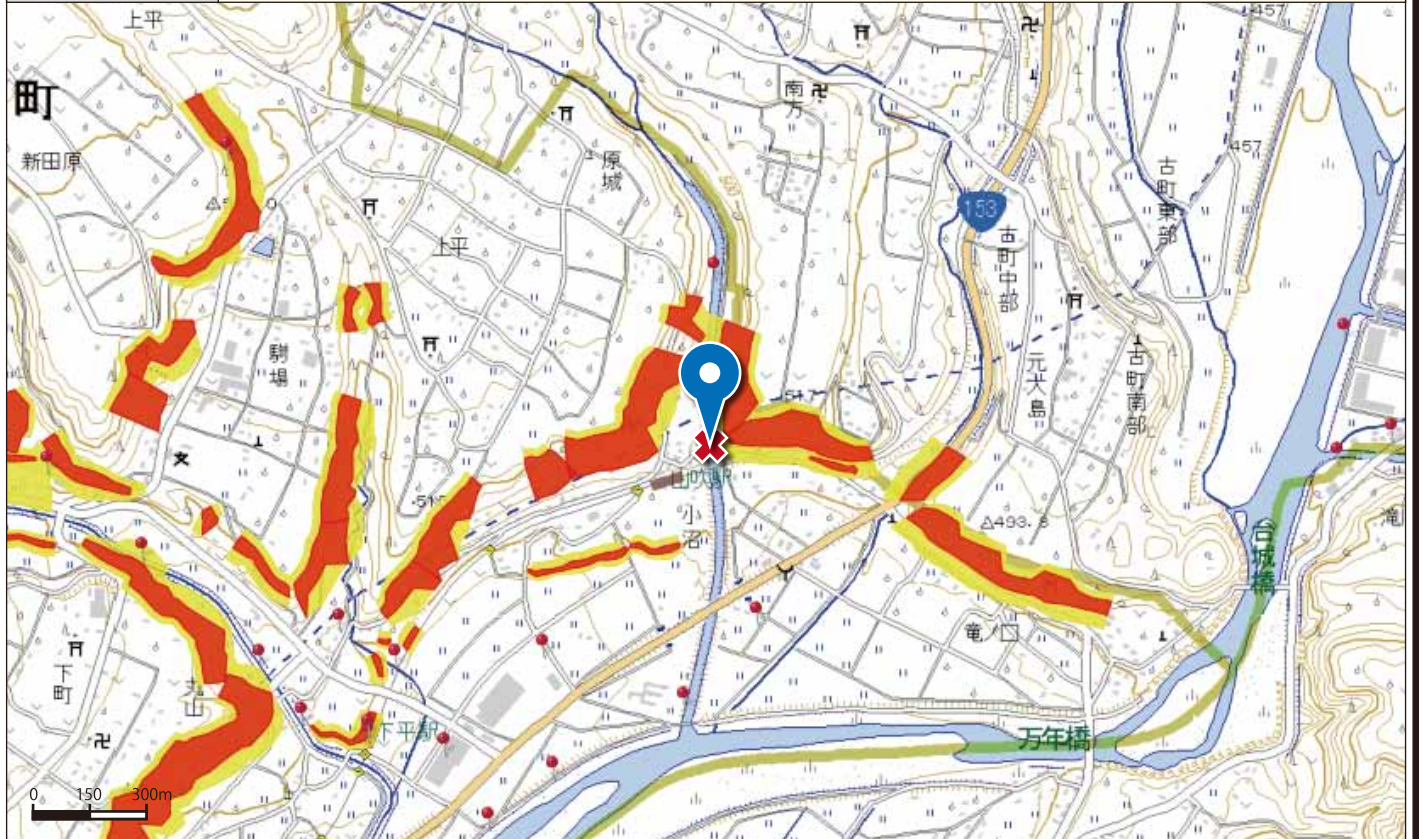 上平
町
新田原
457
南方
原城
457
古町東部
153
古町中部
上平
駒場
517
元大島
古町南部
山吹駅
小沼
△493.8
台城橋
竜ノ口
下町
下平駅
万年橋
0 150 300m